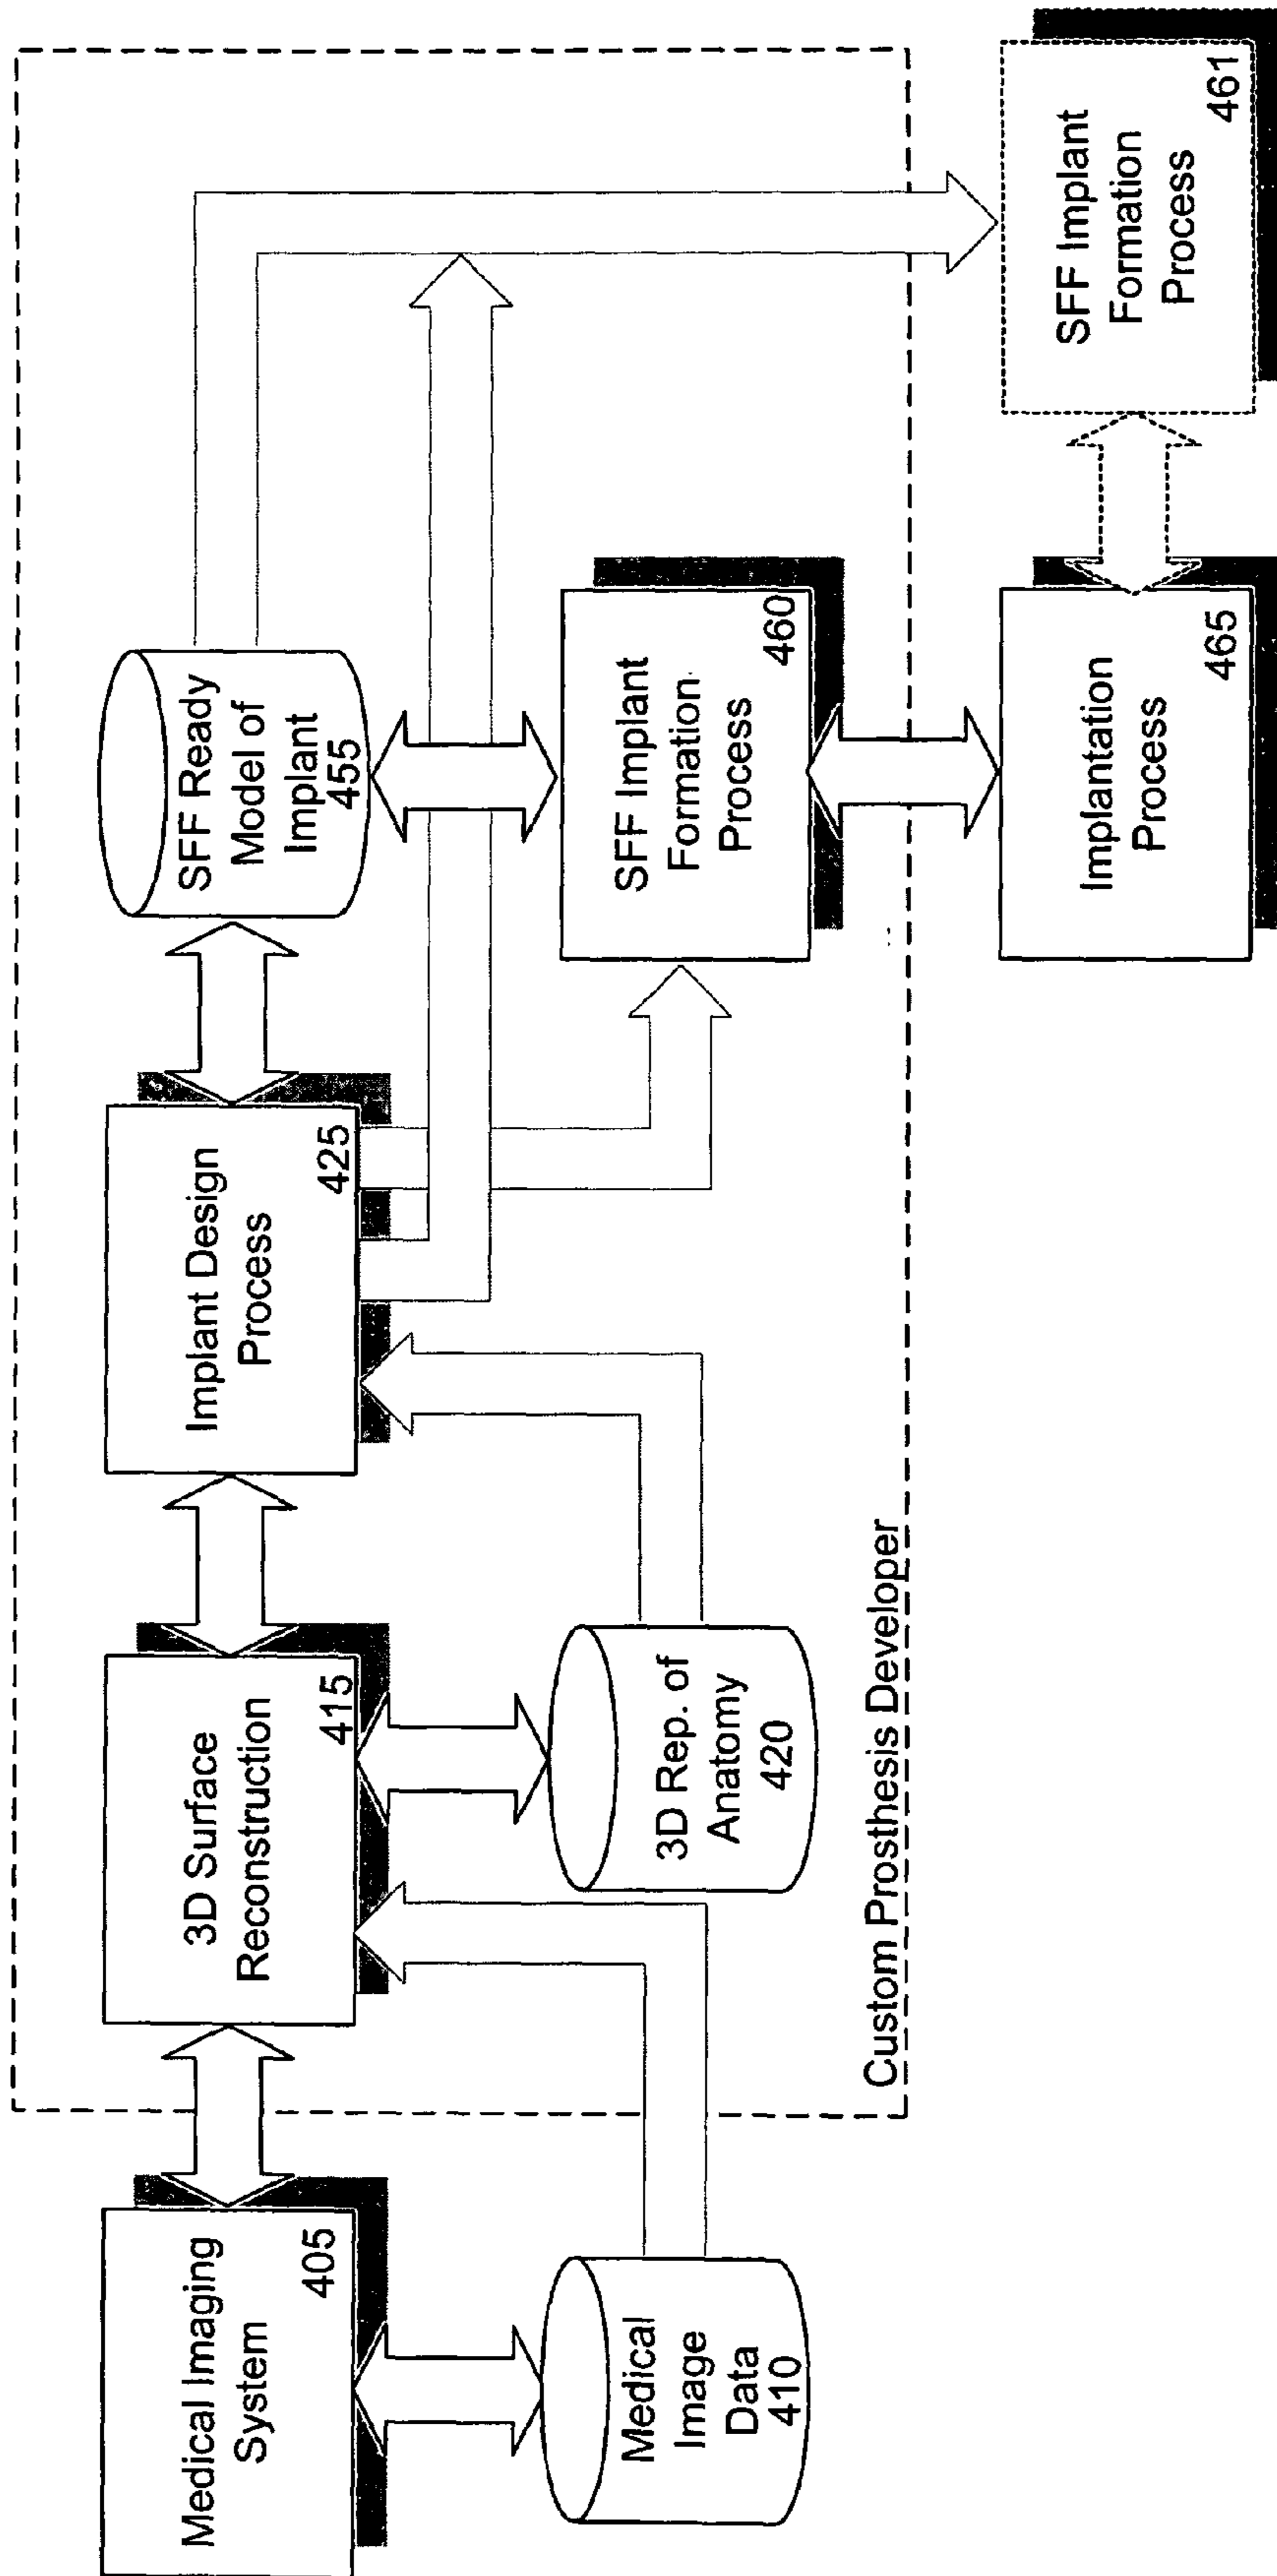 Medical Imaging
System
405
Medical
Image
Data
410
3D Surface
Reconstruction
415
3D Rep. of
Anatomy
420
Implant Design
Process
425
SFF Ready
Model of
Implant
455
SFF Implant
Formation
Process
460
Custom Prosthesis Developer
Implantation
Process
465
SFF Implant
Formation
Process
461